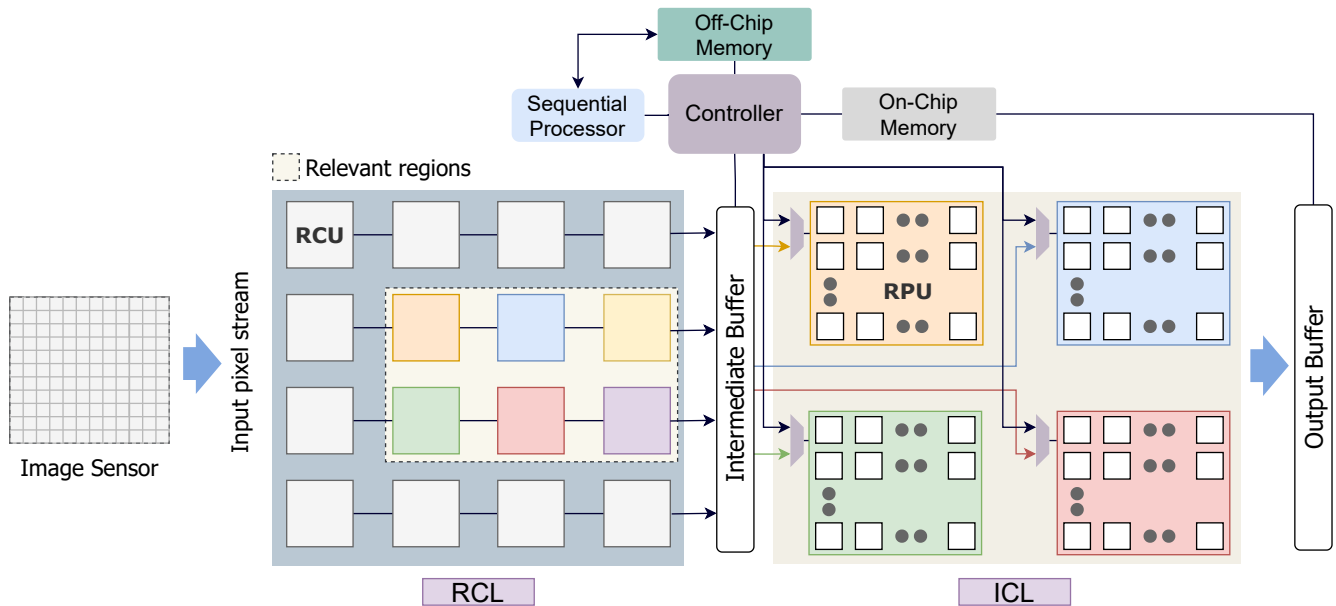 Off-Chip
Memory
Sequential
Processor
Controller
On-Chip
Memory
Relevant regions
RCU
RPU
Image Sensor
Input pixel stream
Intermediate Buffer
Output Buffer
RCL
ICL